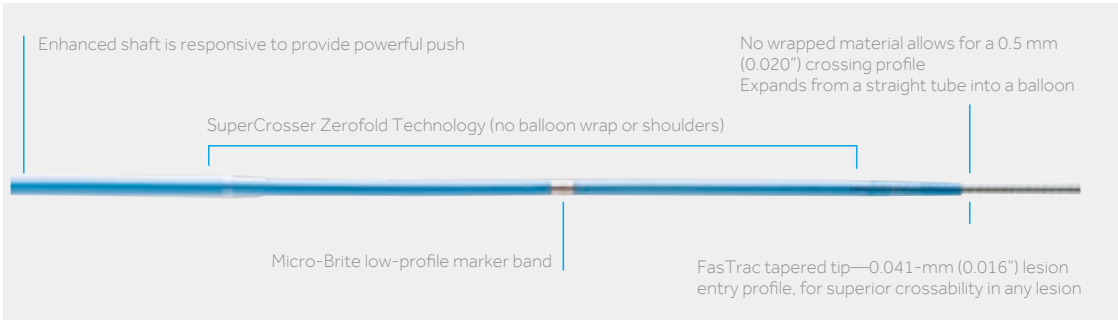 Enhanced shaft is responsive to provide powerful push
No wrapped material allows for a 0.5 mm
(0.020”) crossing profile
Expands from a straight tube into a balloon
SuperCrosser Zerofold Technology (no balloon wrap or shoulders)
Micro-Brite low-profile marker band
FasTrac tapered tip—0.041-mm (0.016”) lesion
entry profile, for superior crossability in any lesion